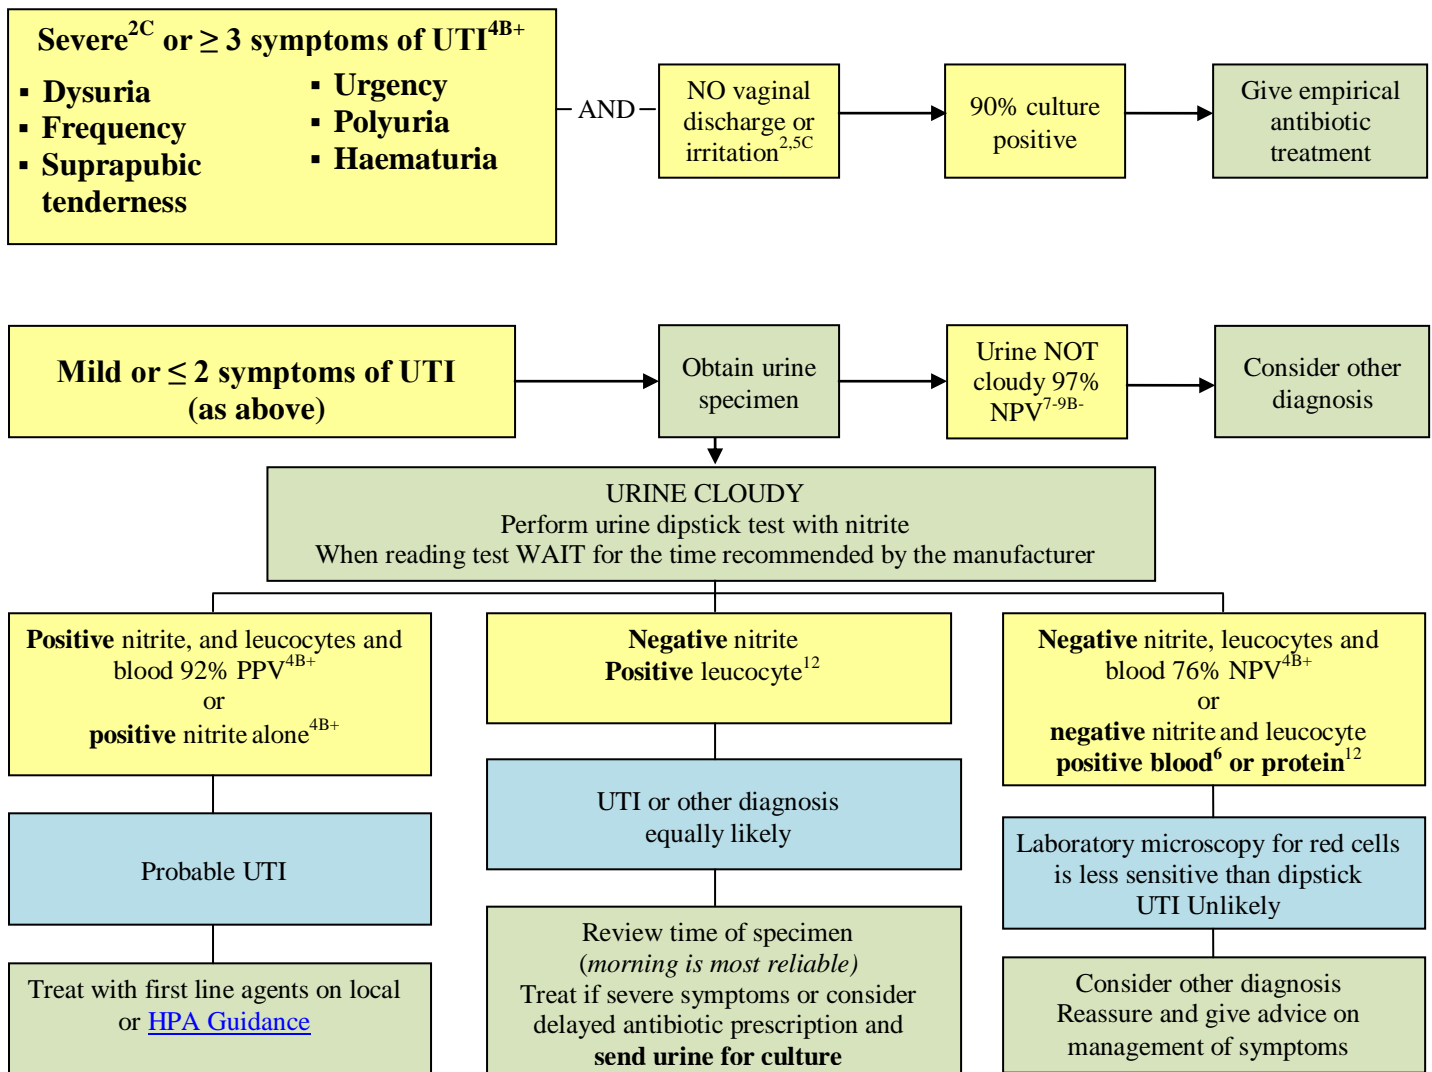 Severe2C or ≥ 3 symptoms of UTI4B+
▪ Dysuria
▪ Frequency
▪ Suprapubic
tenderness
▪ Urgency
▪ Polyuria
▪ Haematuria
AND
NO vaginal
discharge or
irritation2,5C
90% culture
positive
Give empirical
antibiotic
treatment
Mild or ≤ 2 symptoms of UTI
(as above)
Obtain urine
specimen
Urine NOT
cloudy 97%
NPV7-9B-
Consider other
diagnosis
URINE CLOUDY
Perform urine dipstick test with nitrite
When reading test WAIT for the time recommended by the manufacturer
Positive nitrite, and leucocytes and
blood 92% PPV4B+
or
positive nitrite alone4B+
Negative nitrite
Positive leucocyte12
Negative nitrite, leucocytes and
blood 76% NPV4B+
or
negative nitrite and leucocyte
positive blood6 or protein12
Probable UTI
UTI or other diagnosis
equally likely
Laboratory microscopy for red cells
is less sensitive than dipstick
UTI Unlikely
Treat with first line agents on local
or HPA Guidance
Review time of specimen
(morning is most reliable)
Treat if severe symptoms or consider
delayed antibiotic prescription and
send urine for culture
Consider other diagnosis
Reassure and give advice on
management of symptoms